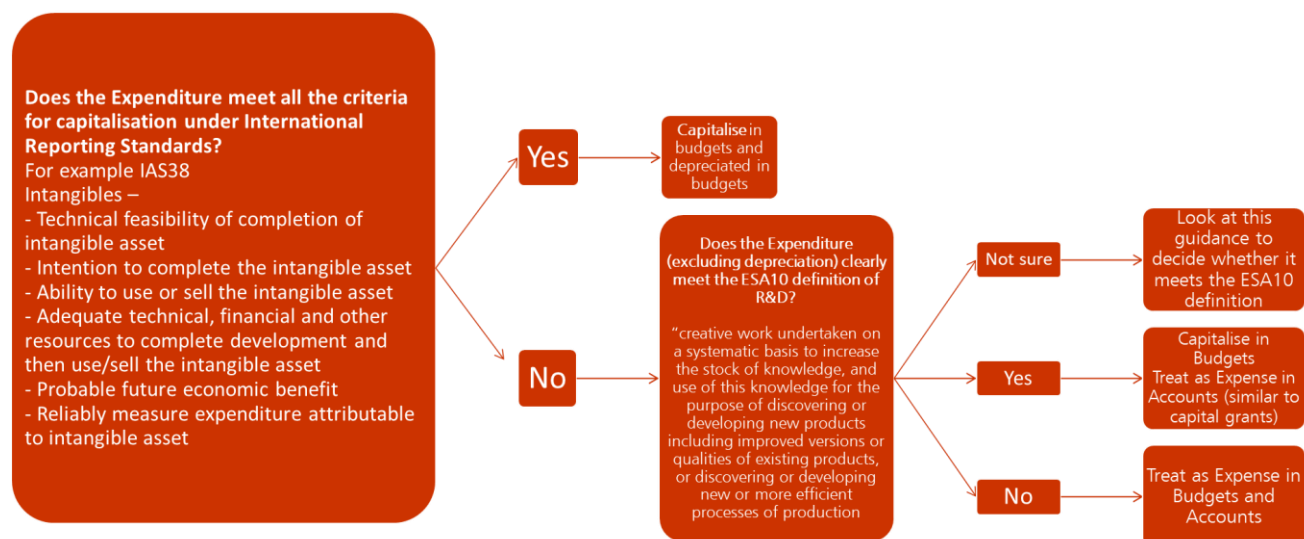 Does the Expenditure meet all the criteria
for capitalisation under International
Reporting Standards?
For example IAS38
Intangibles –
- Technical feasibility of completion of
intangible asset
- Intention to complete the intangible asset
- Ability to use or sell the intangible asset
- Adequate technical, financial and other
resources to complete development and
then use/sell the intangible asset
- Probable future economic benefit
- Reliably measure expenditure attributable
to intangible asset
Yes
Capitalise in
budgets and
depreciated in
budgets
No
Does the Expenditure
(excluding depreciation) clearly
meet the ESA10 definition of
R&D?
“creative work undertaken on
a systematic basis to increase
the stock of knowledge, and
use of this knowledge for the
purpose of discovering or
developing new products
including improved versions or
qualities of existing products,
or discovering or developing
new or more efficient
processes of production
Not sure
Look at this
guidance to
decide whether it
meets the ESA10
definition
Yes
Capitalise in
Budgets
Treat as Expense in
Accounts (similar to
capital grants)
No
Treat as Expense in
Budgets and
Accounts